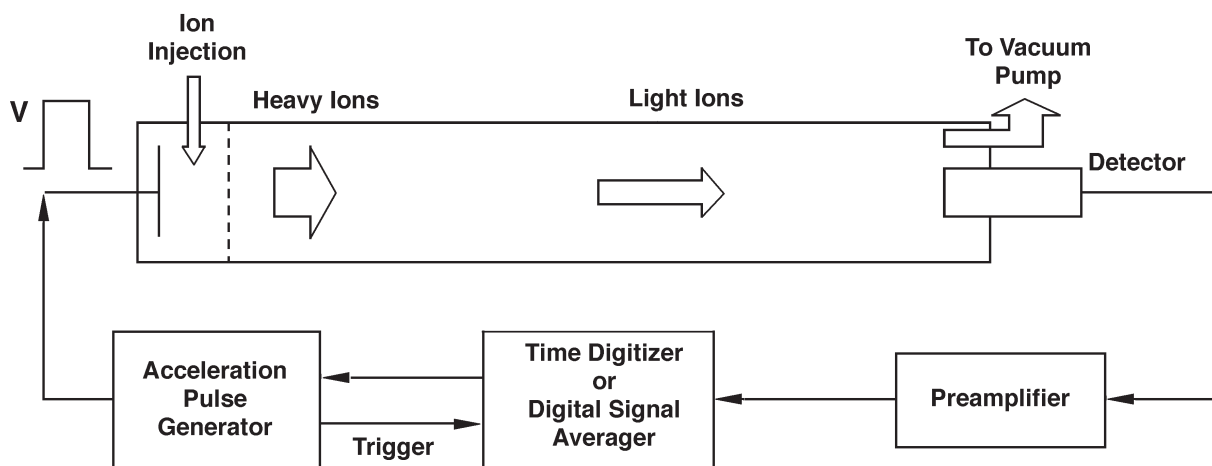 Ion
Injection
To Vacuum
Pump
V
Heavy Ions
Light Ions
Detector
Acceleration
Pulse
Generator
Trigger
Time Digitizer
or
Digital Signal
Averager
Preamplifier